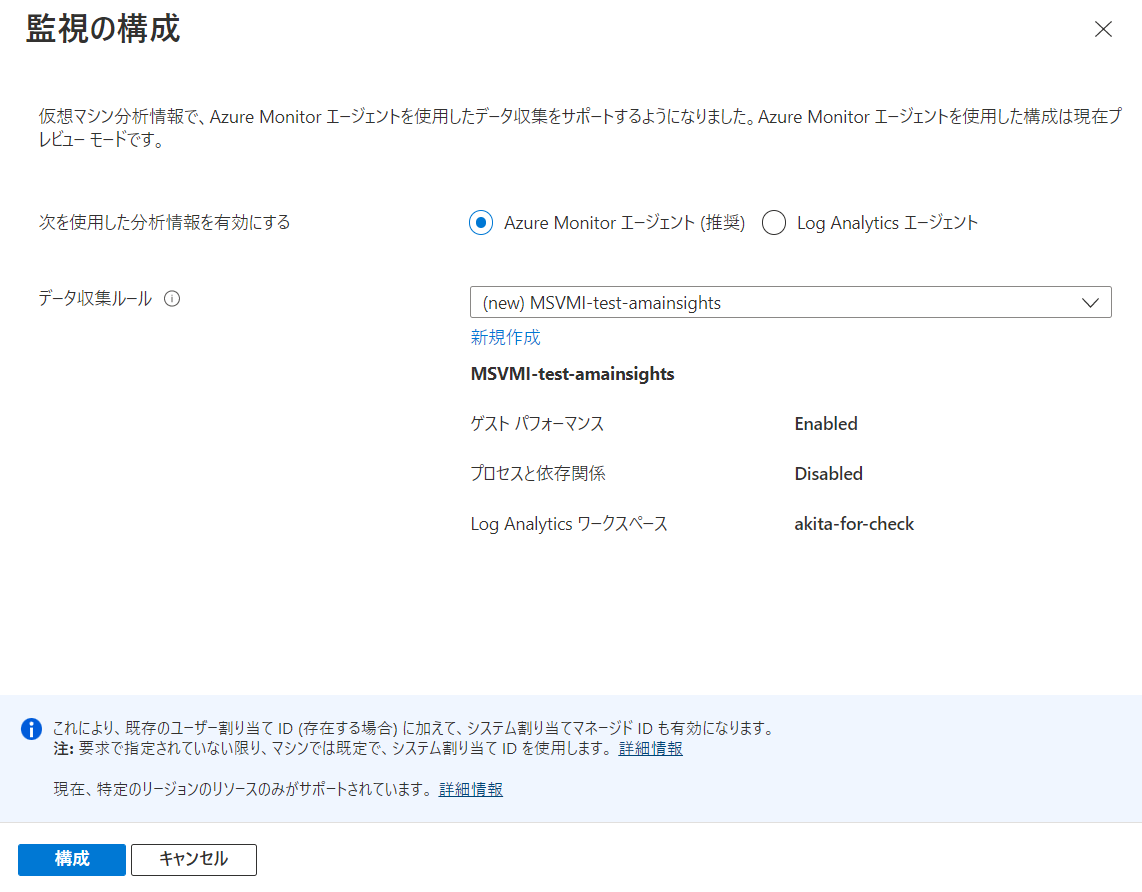 監視の構成
仮想マシン分析情報で、Azure Monitor エージェントを使用したデータ収集をサポートするようになりました。Azure Monitor エージェントを使用した構成は現在プ
レビュー モードです。
次を使用した分析情報を有効にする
Azure Monitor エージェント (推奨)
Log Analytics エージェント
データ収集ルール
(new) MSVMI-test-amainsights
新規作成
MSVMI-test-amainsights
ゲスト パフォーマンス Enabled
プロセスと依存関係 Disabled
Log Analytics ワークスペース akita-for-check
これにより、既存のユーザー割り当て ID (存在する場合) に加えて、システム割り当てマネージド ID も有効になります。
注: 要求で指定されていない限り、マシンでは既定で、システム割り当て ID を使用します。 詳細情報
現在、特定のリージョンのリソースのみがサポートされています。 詳細情報
構成 キャンセル